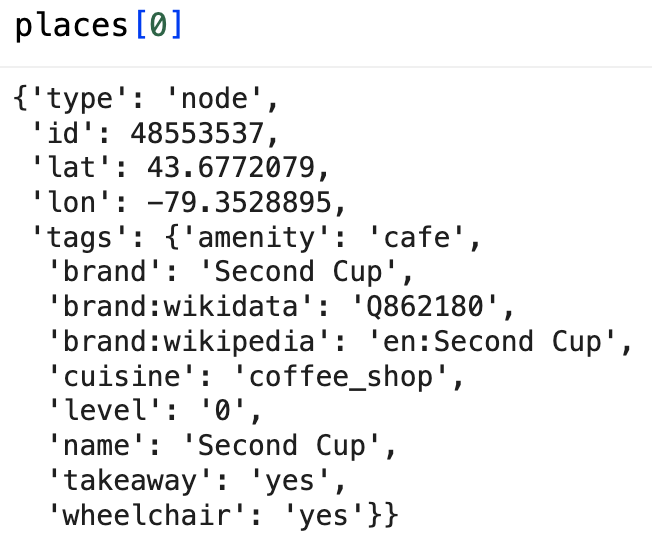 places[0]
{'type': 'node',
'id': 48553537,
'lat': 43.6772079,
'lon': -79.3528895,
'tags': {'amenity': 'cafe',
'brand': 'Second Cup',
'brand:wikidata': 'Q862180',
'brand:wikipedia': 'en:Second Cup',
'cuisine': 'coffee_shop',
'level': '0',
'name': 'Second Cup',
'takeaway': 'yes',
'wheelchair': 'yes'}}